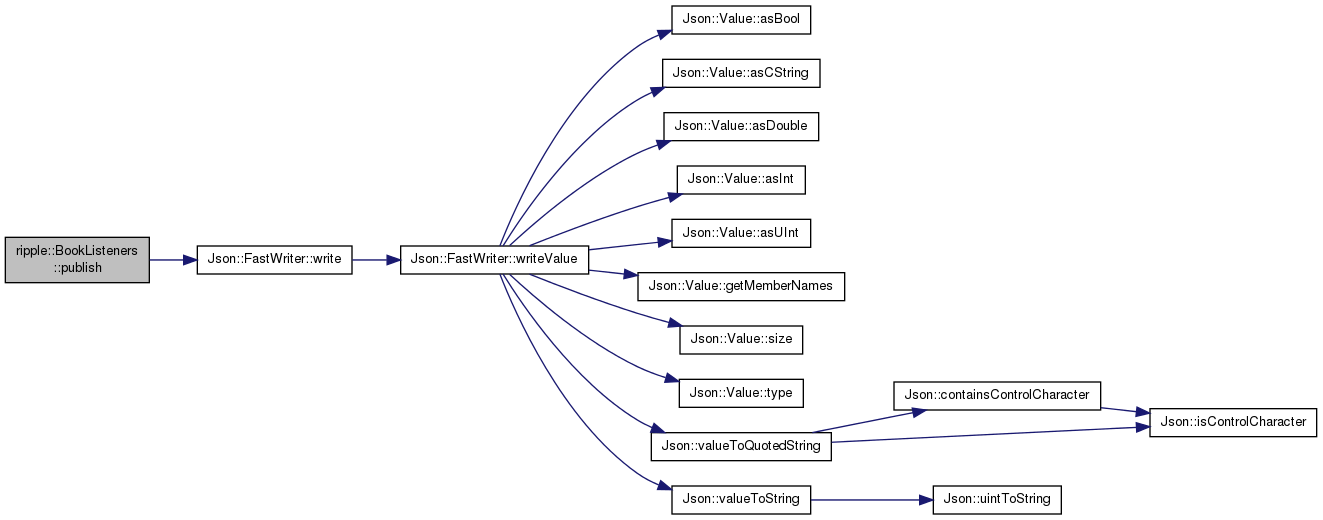 ripple::BookListeners
::publish
Json::FastWriter::write
Json::FastWriter::writeValue
Json::Value::asBool
Json::Value::asCString
Json::Value::asDouble
Json::Value::asInt
Json::Value::asUInt
Json::Value::getMemberNames
Json::Value::size
Json::Value::type
Json::valueToQuotedString
Json::valueToString
Json::containsControlCharacter
Json::isControlCharacter
Json::uintToString